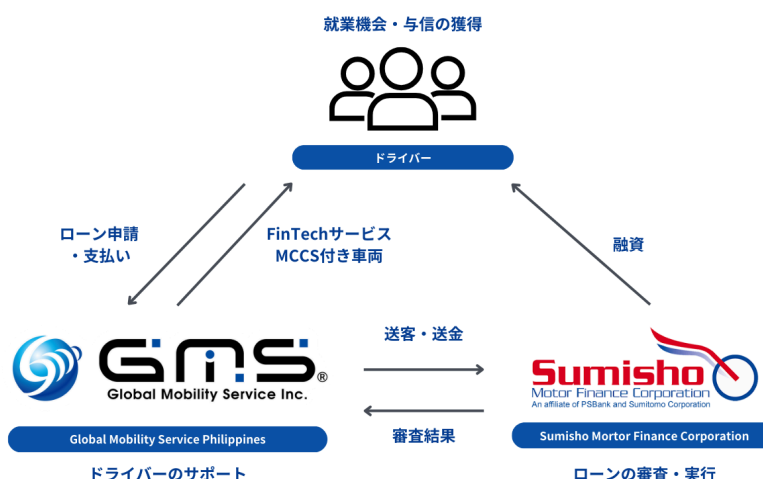 就業機会・与信の獲得
ドライバー
ローン申請
・支払い
FinTechサービス
MCCS付き車両
融資
送客・送金
GMS®
Global Mobility Service Inc.
Sumisho
Motor Finance Corporation
An affiliate of PSBank and Sumitomo Corporation
審査結果
Global Mobility Service Philippines
Sumisho Mortor Finance Corporation
ドライバーのサポート
ローンの審査・実行